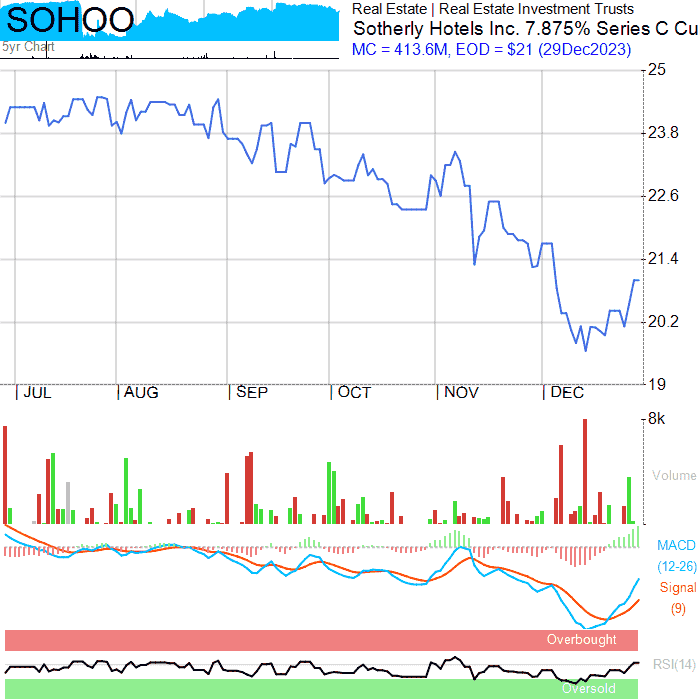 SOHOO
5yr Chart
Real Estate | Real Estate Investment Trusts
Sotherly Hotels Inc. 7.875% Series C Cu
MC = 413.6M, EOD = $21 (29Dec2023)
25
23.8
22.6
21.4
20.2
19
JUL
AUG
SEP
OCT
NOV
DEC
8k
Volume
MACD
(12-26)
Signal
(9)
Overbought
RSI(14)
Oversold